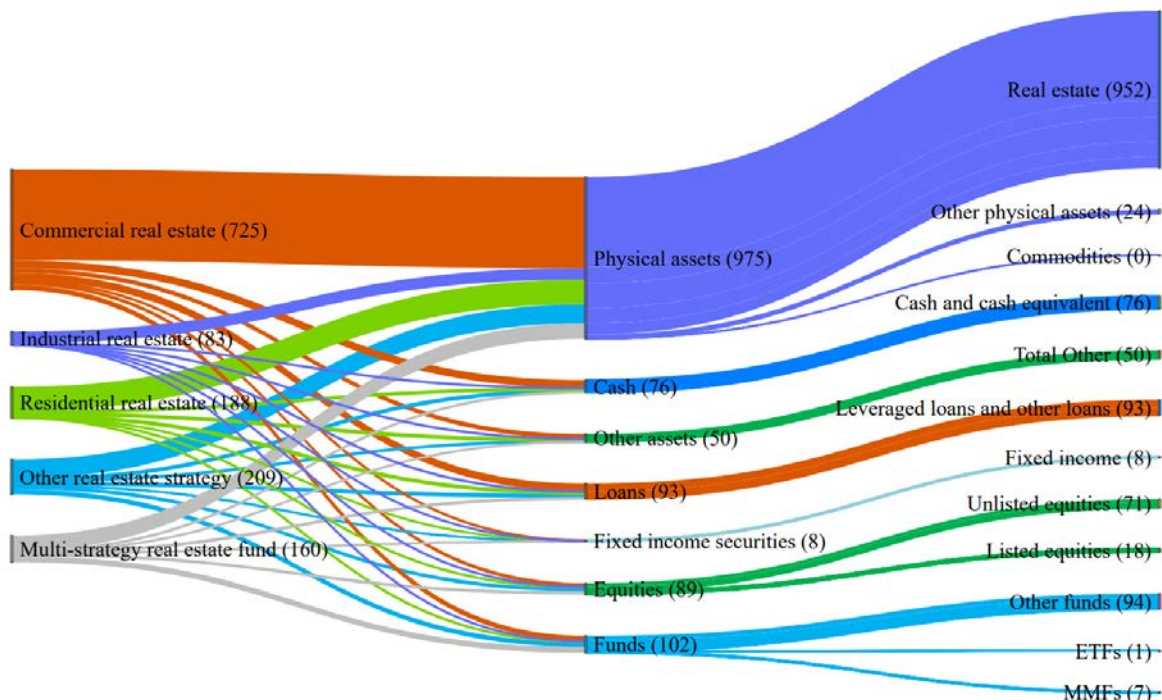 Commercial real estate (725)
Industrial real estate (83)
Residential real estate (188)
Other real estate strategy (209)
Multi-strategy real estate fund (160)
Physical assets (975)
Cash (76)
Other assets (50)
Loans (93)
Fixed income securities (8)
Equities (89)
Funds (102)
Real estate (952)
Other physical assets (24)
Commodities (0)
Cash and cash equivalent (76)
Total Other (50)
Leveraged loans and other loans (93)
Fixed income (8)
Unlisted equities (71)
Listed equities (18)
Other funds (94)
ETFs (1)
MMFs (7)